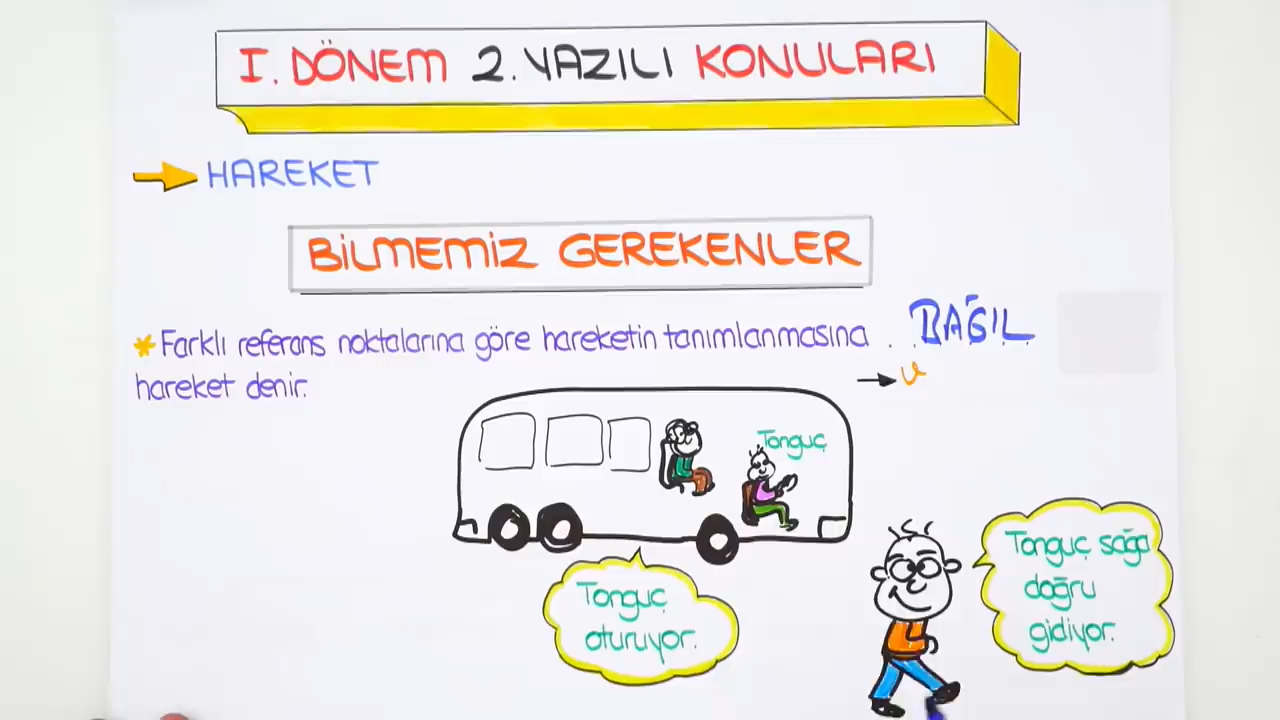 I. DÖNEM 2. YAZILI KONULARI
HAREKET
BİLMEMİZ GEREKENLER
* Farklı referans noktalarına göre hareketin tanımlanmasına . BAĞIL
hareket denir.
v
Tonguç
Tonguç
oturuyor.
Tonguç sağa
doğru
gidiyor.